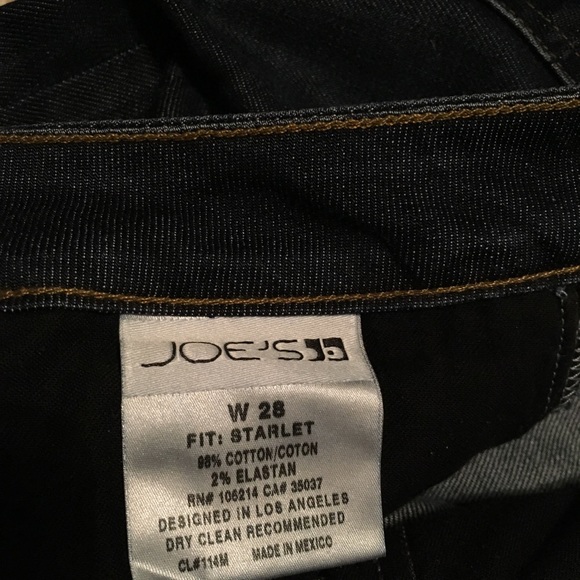 JOE'S
W 28
FIT: STARLET
98% COTTON/COTON
2% ELASTAN
RN# 106214 CA# 35037
DESIGNED IN LOS ANGELES
DRY CLEAN RECOMMENDED
CL#114M MADE IN MEXICO